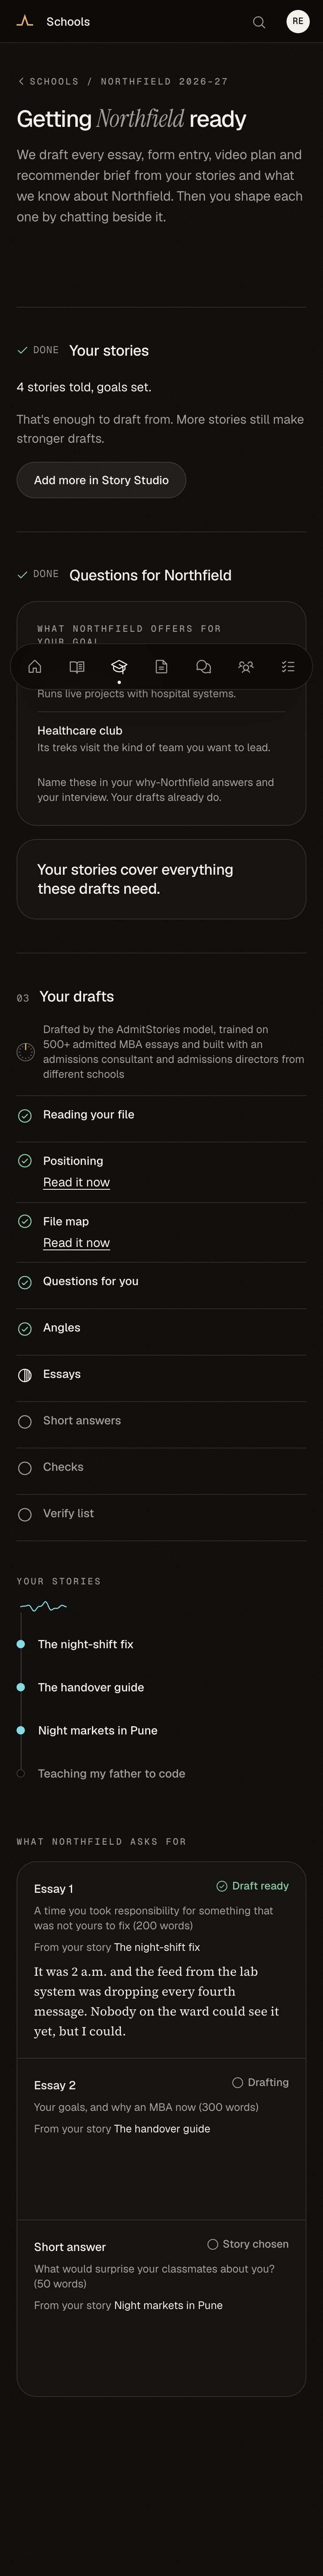 Schools
RE
SCHOOLS / NORTHFIELD 2026–27
Getting Northfield ready
We draft every essay, form entry, video plan and
recommender brief from your stories and what
we know about Northfield. Then you shape each
one by chatting beside it.
DONE Your stories
4 stories told, goals set.
That's enough to draft from. More stories still make
stronger drafts.
Add more in Story Studio
DONE Questions for Northfield
WHAT NORTHFIELD OFFERS FOR
YOUR GOAL
Runs live projects with hospital systems.
Healthcare club
Its treks visit the kind of team you want to lead.
Name these in your why-Northfield answers and
your interview. Your drafts already do.
Your stories cover everything
these drafts need.
03 Your drafts
Drafted by the AdmitStories model, trained on
500+ admitted MBA essays and built with an
admissions consultant and admissions directors from
different schools
Reading your file
Positioning
Read it now
File map
Read it now
Questions for you
Angles
Essays
Short answers
Checks
Verify list
YOUR STORIES
The night-shift fix
The handover guide
Night markets in Pune
Teaching my father to code
WHAT NORTHFIELD ASKS FOR
Essay 1
Draft ready
A time you took responsibility for something that
was not yours to fix (200 words)
From your story The night-shift fix
It was 2 a.m. and the feed from the lab
system was dropping every fourth
message. Nobody on the ward could see it
yet, but I could.
Essay 2
Drafting
Your goals, and why an MBA now (300 words)
From your story The handover guide
Short answer
Story chosen
What would surprise your classmates about you?
(50 words)
From your story Night markets in Pune